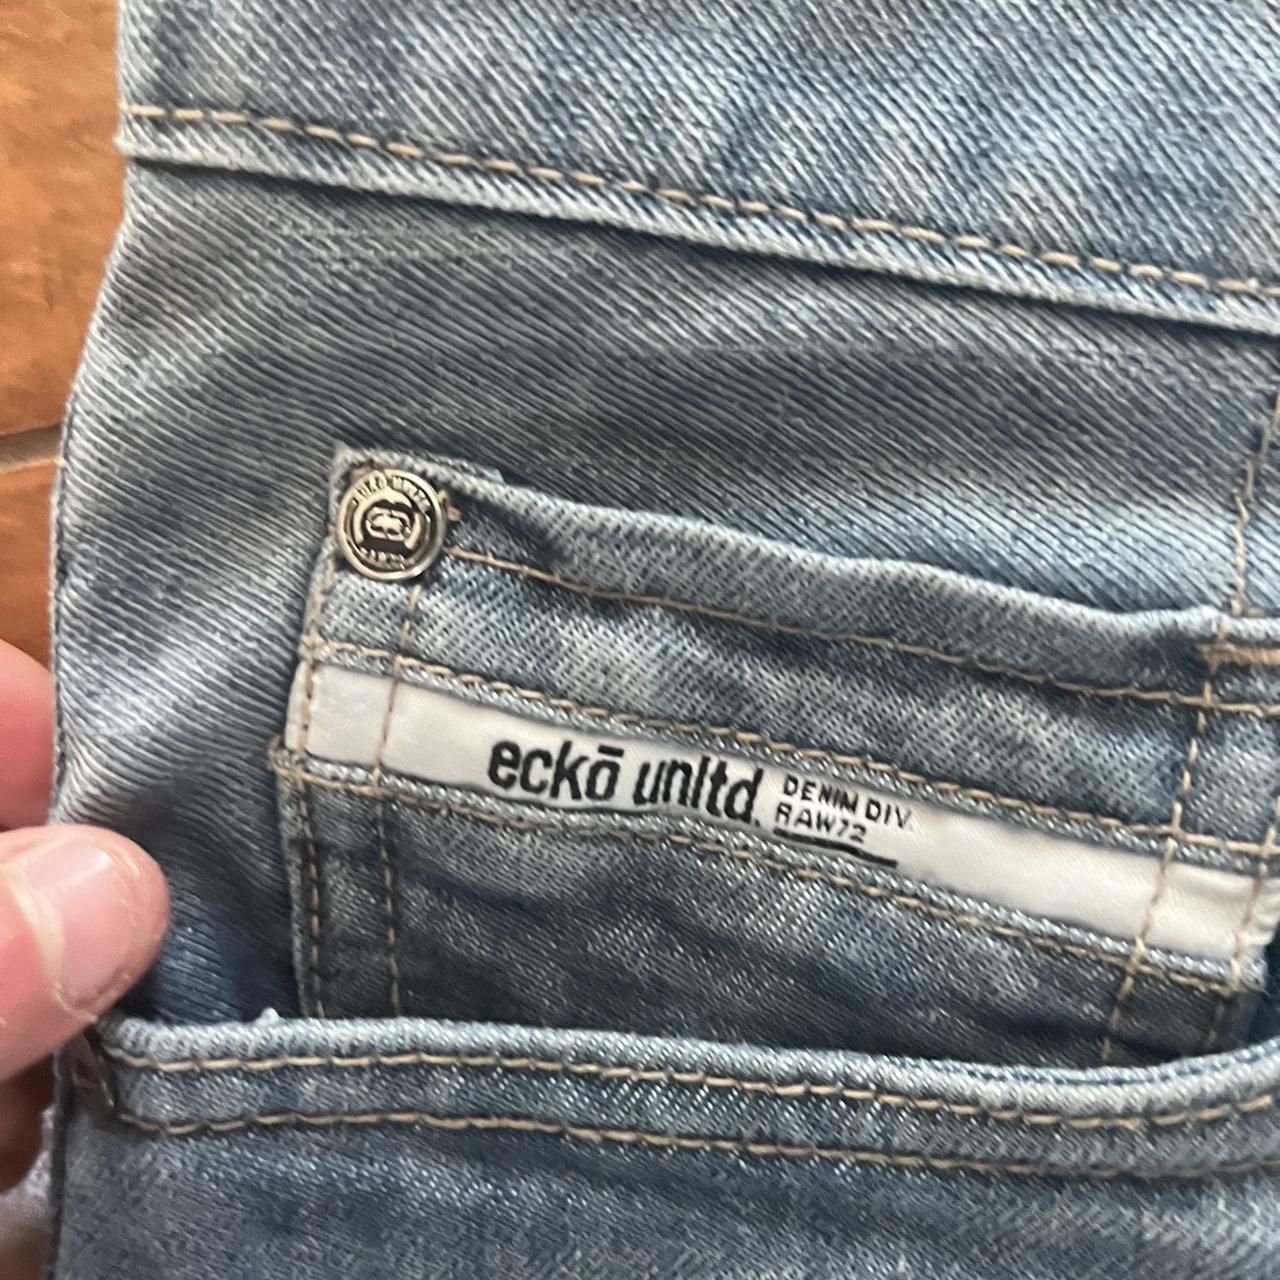 eckō unltd.
DENIM DIV.
RAW72